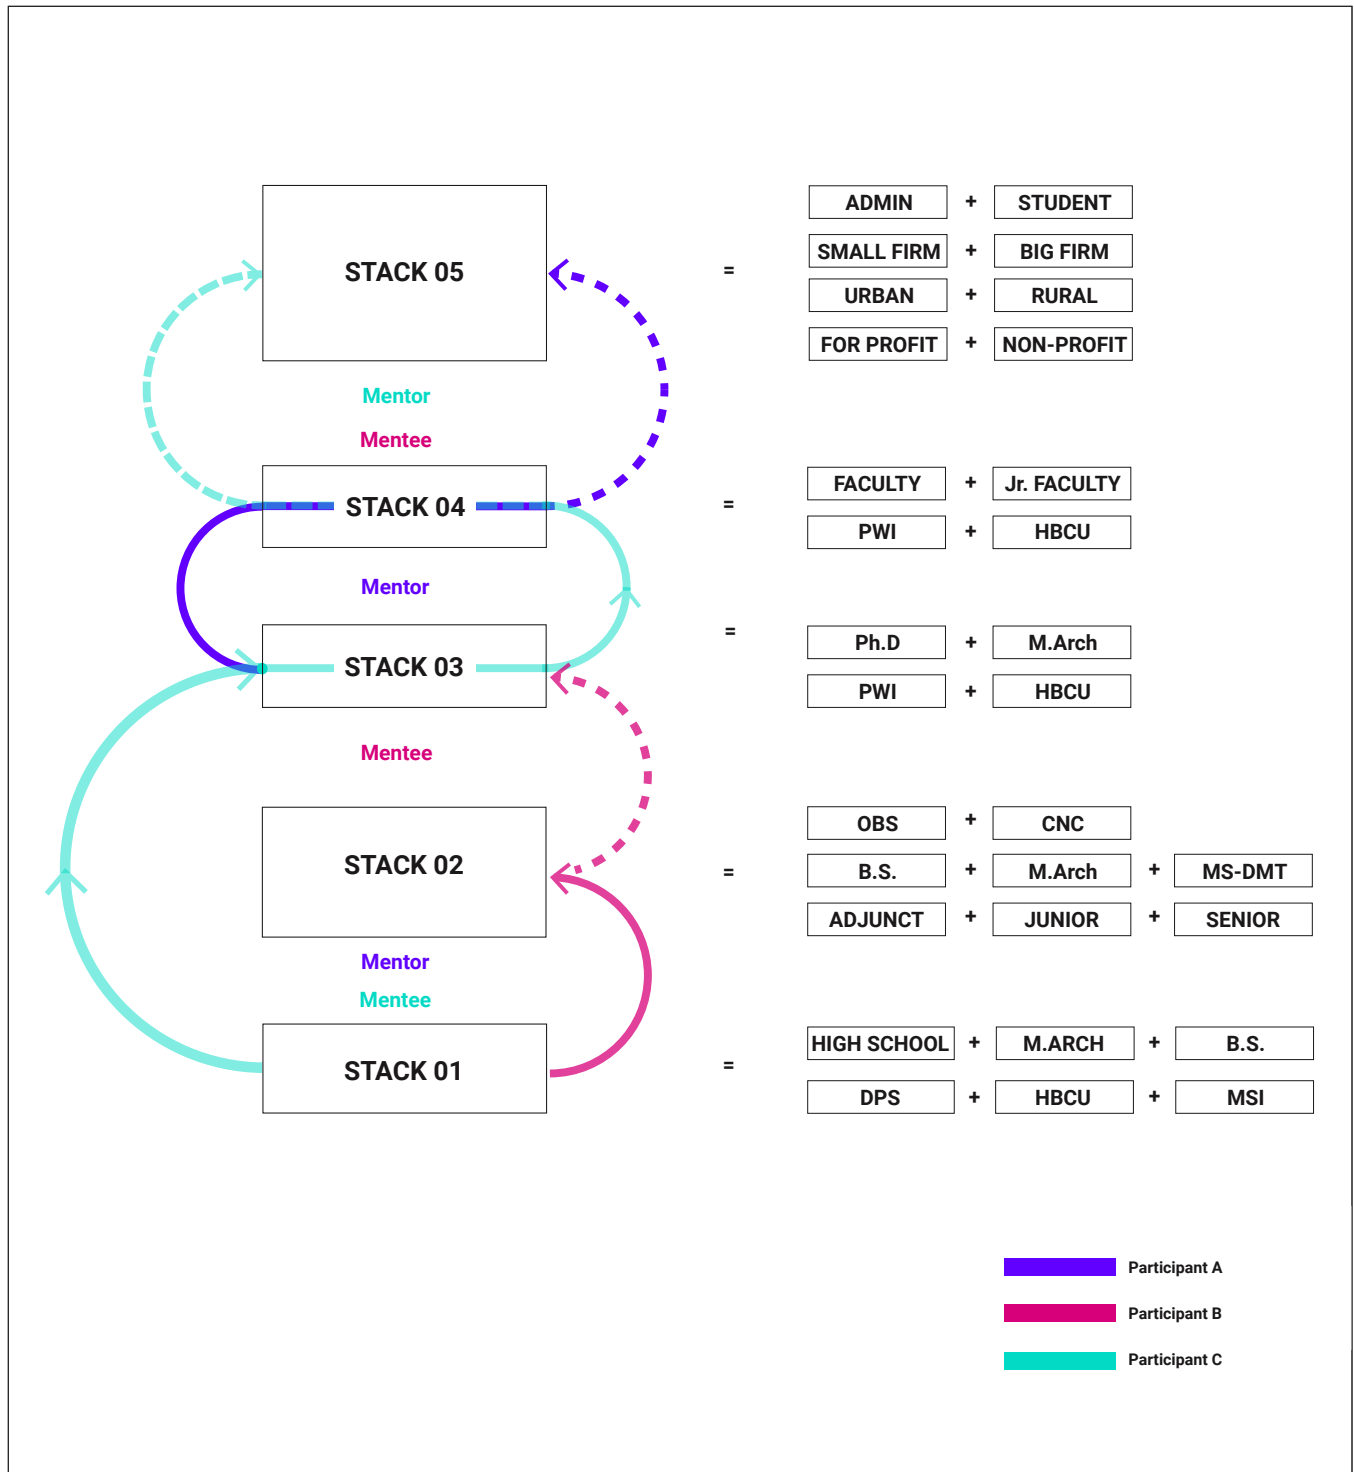 STACK 05
=
ADMIN + STUDENT
SMALL FIRM + BIG FIRM
URBAN + RURAL
FOR PROFIT + NON-PROFIT
Mentor
Mentee
STACK 04
=
FACULTY + Jr. FACULTY
PWI + HBCU
Mentor
STACK 03
=
Ph.D + M.Arch
PWI + HBCU
Mentee
STACK 02
=
OBS + CNC
B.S. + M.Arch + MS-DMT
ADJUNCT + JUNIOR + SENIOR
Mentor
Mentee
STACK 01
=
HIGH SCHOOL + M.ARCH + B.S.
DPS + HBCU + MSI
Participant A
Participant B
Participant C